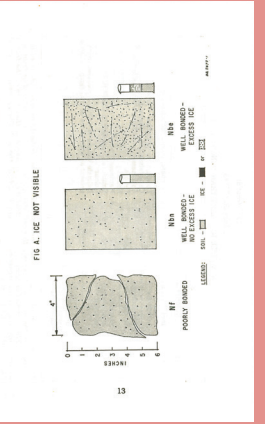 FIG A. ICE NOT VISIBLE
4"
0
1
2
3
4
5
6
INCHES
Nf
POORLY BONDED
Nbn
WELL BONDED-
NO EXCESS ICE
Nbe
WELL BONDED-
EXCESS ICE
LEGEND:
SOIL -
ICE -
or
13